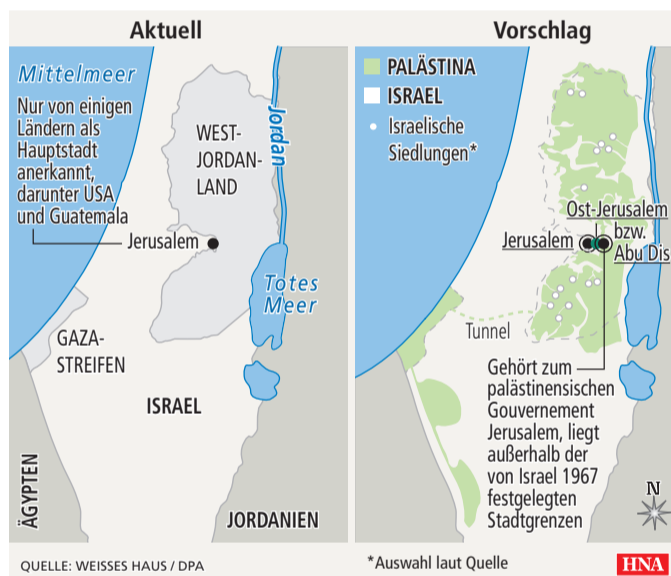 Aktuell
Mittelmeer
Nur von einigen
Ländern als
Hauptstadt
anerkannt,
darunter USA
und Guatemala
WEST-
JORDAN-
LAND
Jordan
Jerusalem
Totes
Meer
GAZA-
STREIFEN
ISRAEL
ÄGYPTEN
JORDANIEN
QUELLE: WEISSES HAUS / DPA
Vorschlag
PALÄSTINA
ISRAEL
Israelische
Siedlungen*
Ost-Jerusalem
bzw.
Abu Dis
Jerusalem
Tunnel
Gehört zum
palästinensischen
Gouvernement
Jerusalem, liegt
außerhalb der
von Israel 1967
festgelegten
Stadtgrenzen
N
*Auswahl laut Quelle
HNA